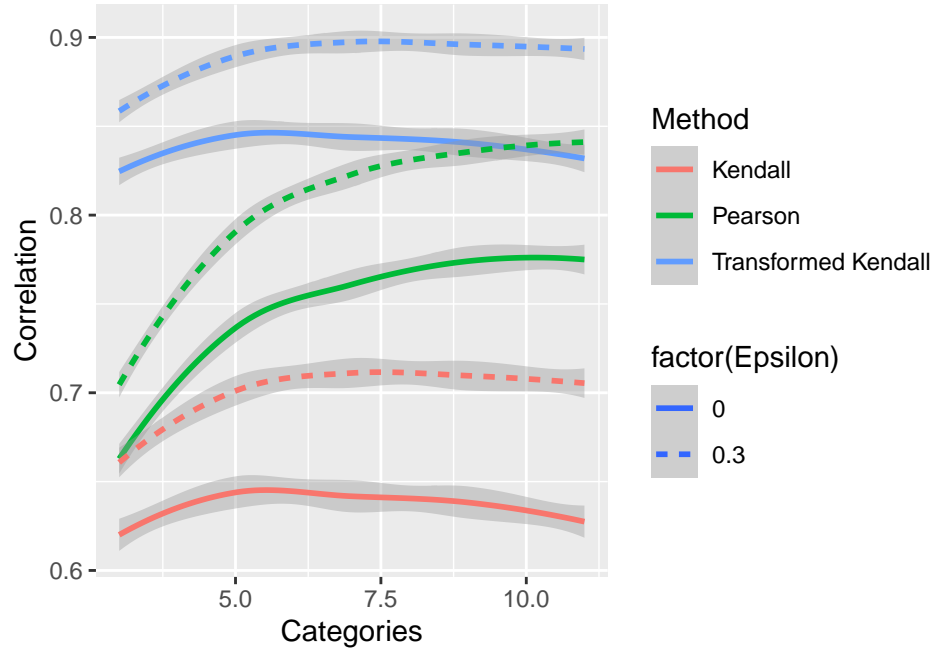 0.9
0.8
0.7
0.6
Correlation
5.0 7.5 10.0
Categories
Method
Kendall
Pearson
Transformed Kendall
factor(Epsilon)
0
0.3